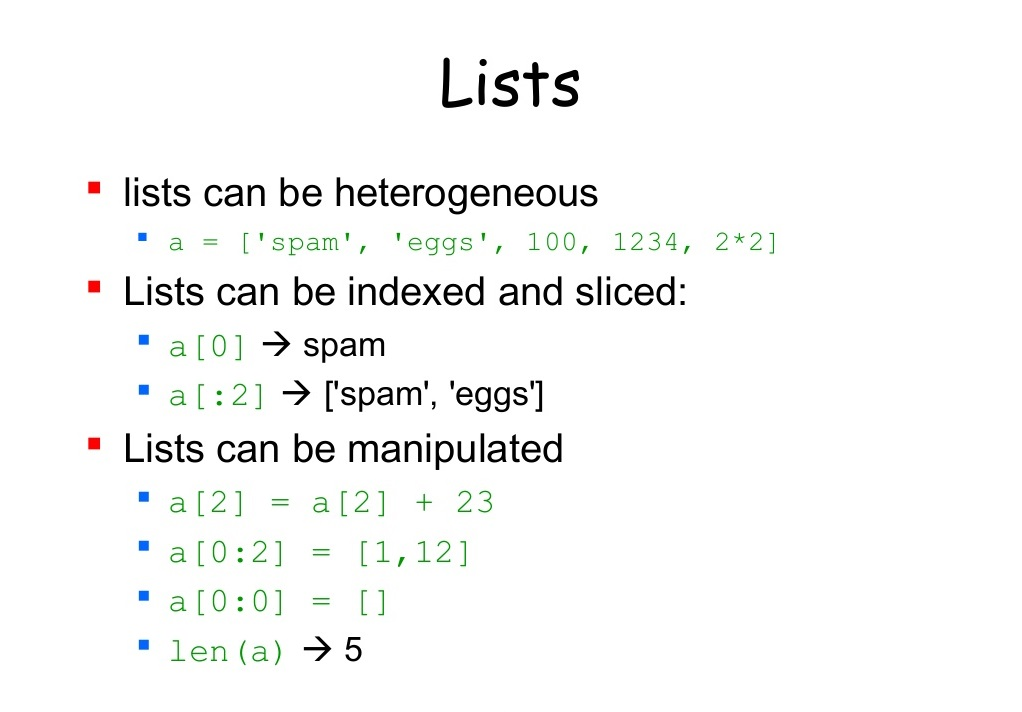 Lists
lists can be heterogeneous
a = ['spam', 'eggs', 100, 1234, 2*2]
Lists can be indexed and sliced:
a[0] → spam
a[:2] → ['spam', 'eggs']
Lists can be manipulated
a[2] = a[2] + 23
a[0:2] = [1,12]
a[0:0] = []
len(a) → 5